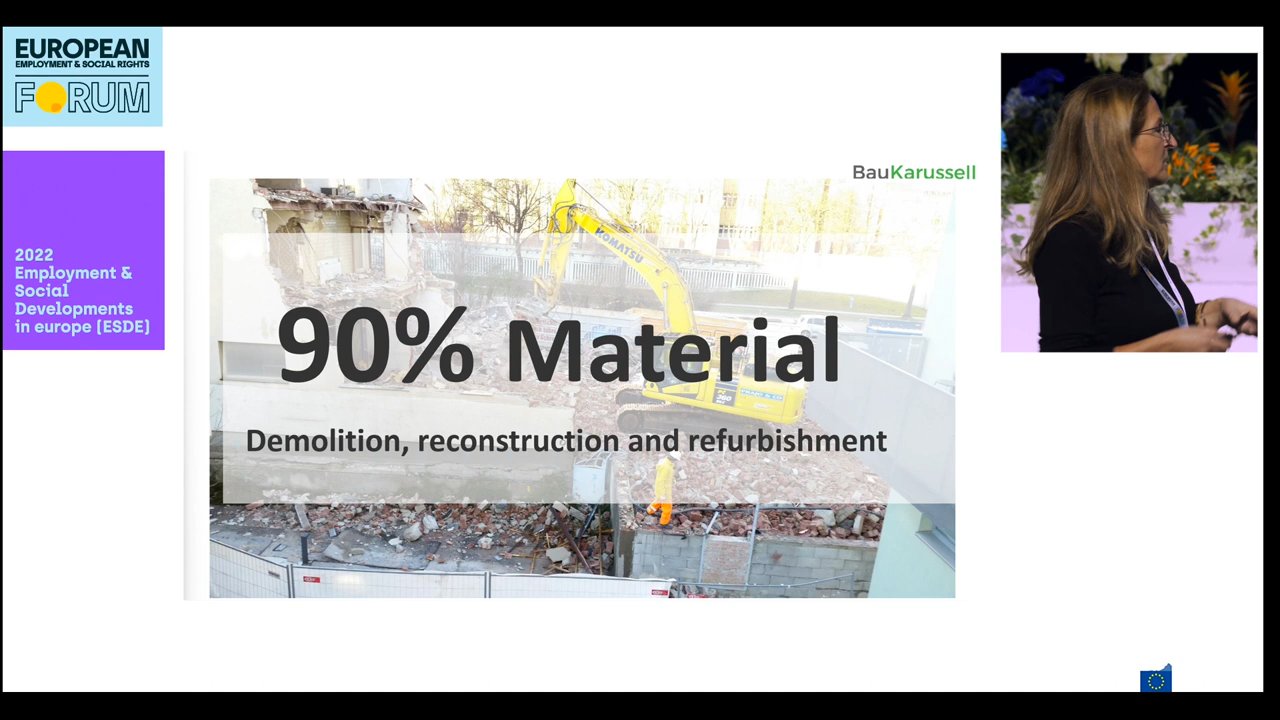 EUROPEAN
EMPLOYMENT & SOCIAL RIGHTS
FORUM
2022
Employment &
Social
Developments
in europe (ESDE)
BauKarussell
KOMATSU
90% Material
Demolition, reconstruction and refurbishment